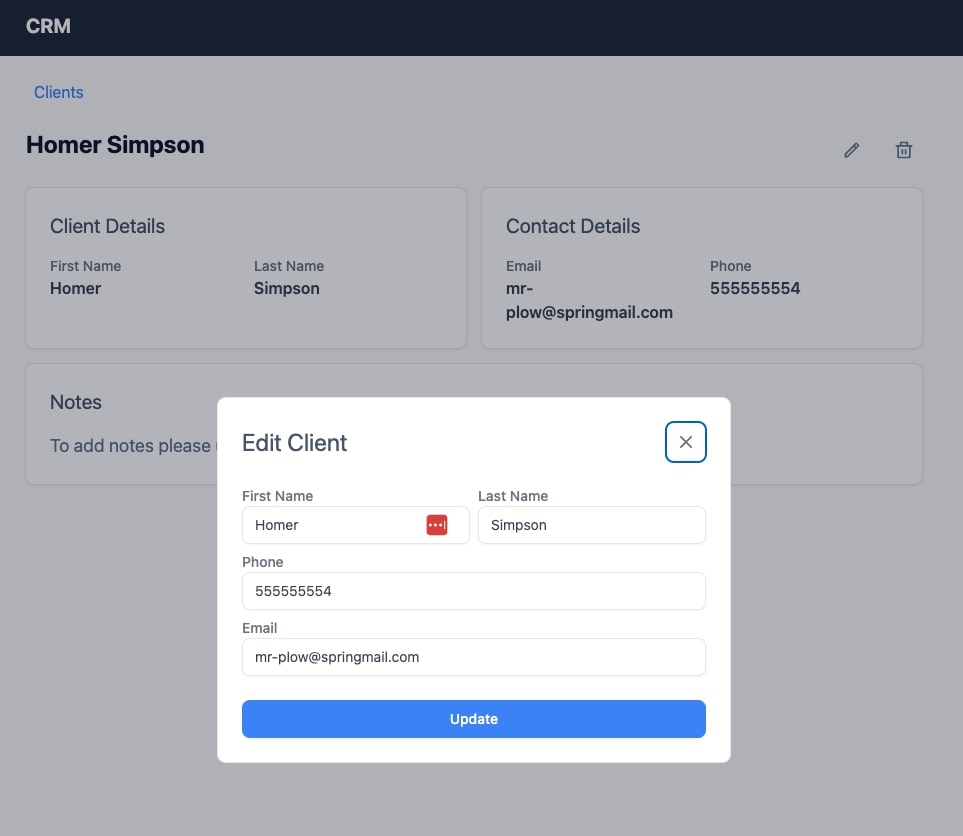 CRM
Clients
Homer Simpson
Client Details
First Name
Last Name
Homer
Simpson
Contact Details
Email
Phone
mr-
plow@springmail.com
555555554
Notes
To add notes please
Edit Client
First Name
Last Name
Homer
Simpson
Phone
555555554
Email
mr-plow@springmail.com
Update